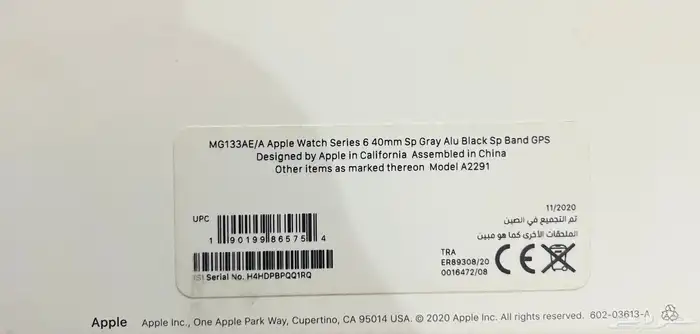 MG133AE/A Apple Watch Series 6 40mm Sp Gray Alu Black Sp Band GPS
Designed by Apple in California Assembled in China
Other items as marked thereon Model A2291
11/2020
تم التجميع في الصين
الملحقات الأخرى كما هو مبين
UPC
1 90199 86575 4
(S) Serial No. H4HDPBPQQ1RQ
TRA
ER89308/20
0016472/08
CE
Apple Apple Inc., One Apple Park Way, Cupertino, CA 95014 USA. © 2020 Apple Inc. All rights reserved. 602-03613-A